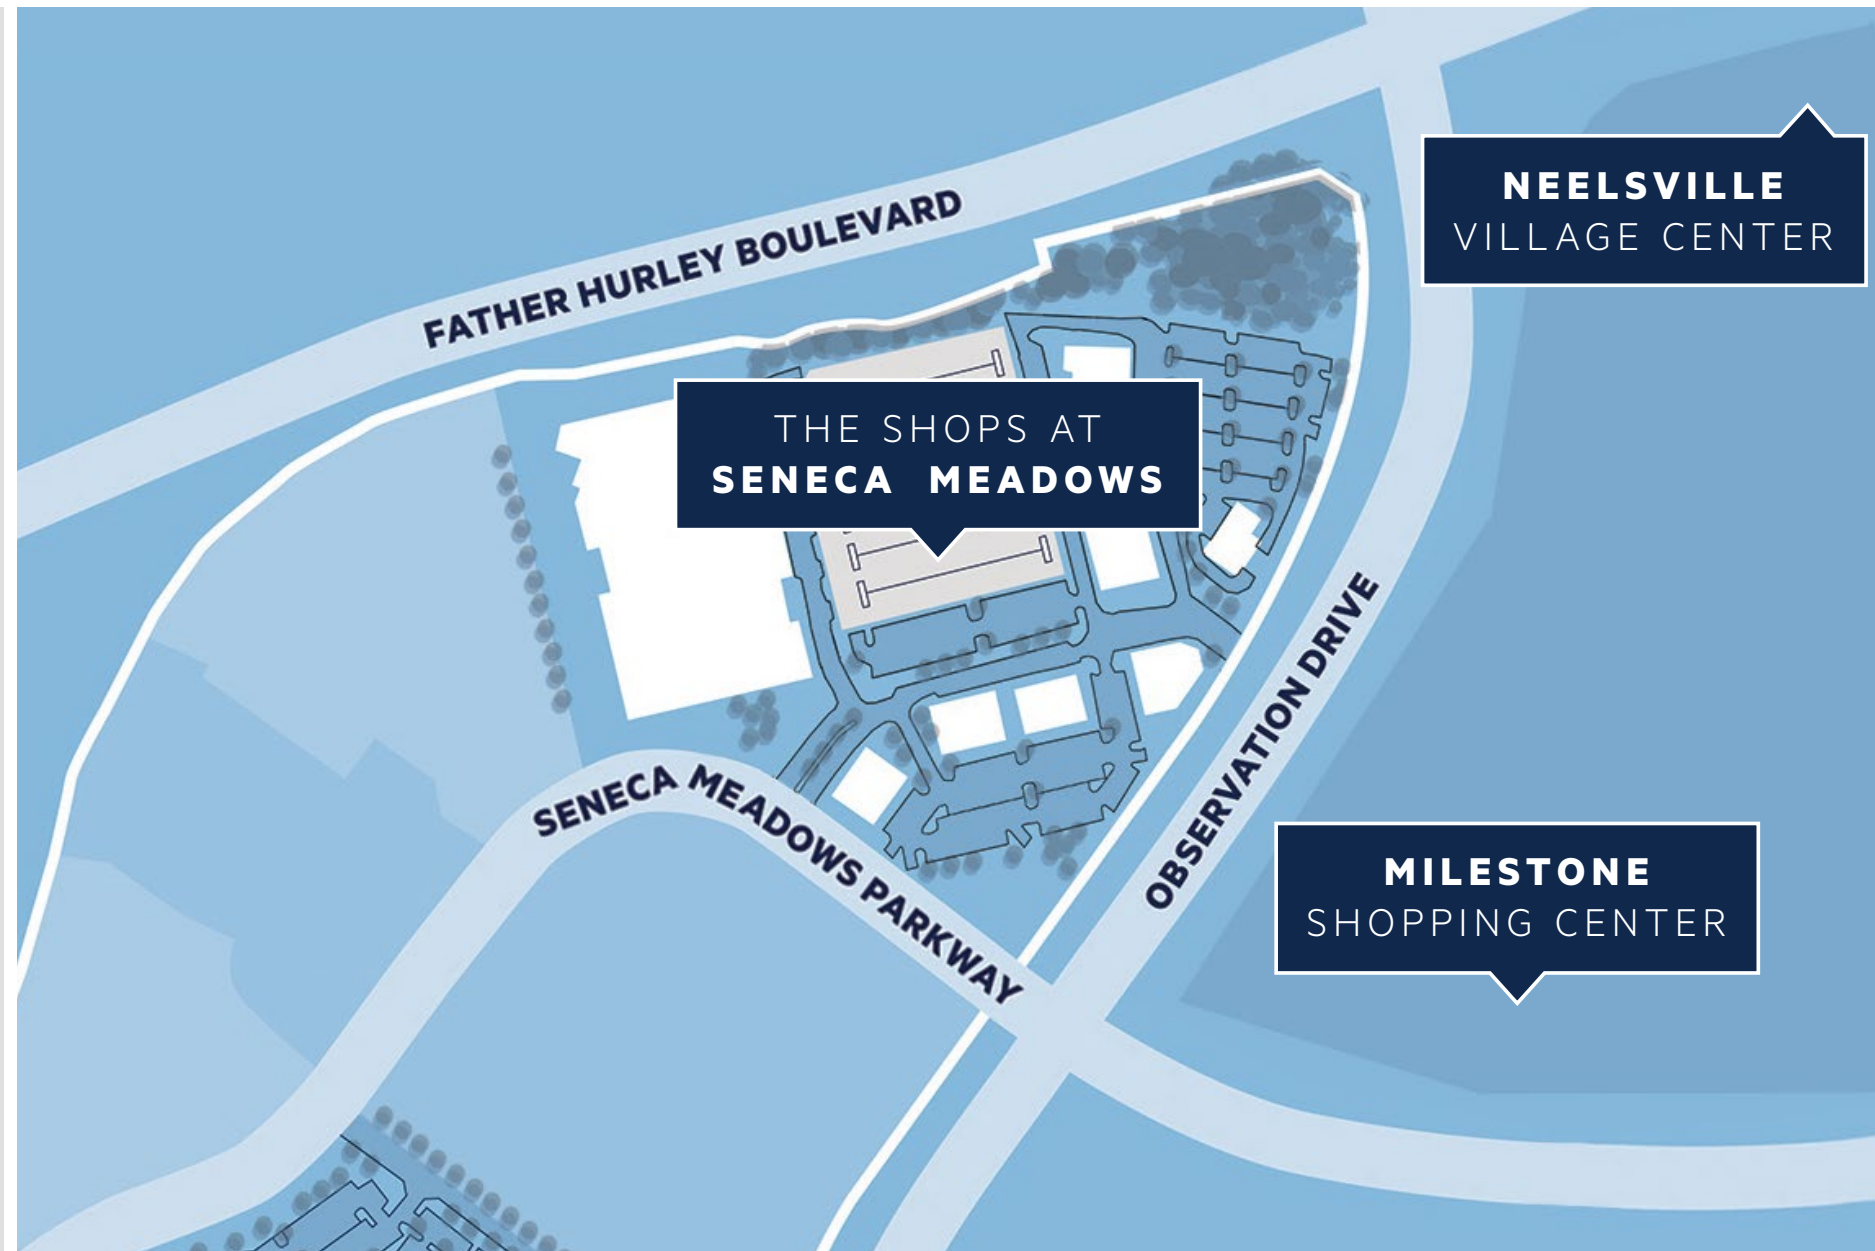 NEELSVILLE
VILLAGE CENTER
FATHER HURLEY BOULEVARD
THE SHOPS AT
SENECA MEADOWS
OBSERVATION DRIVE
SENECA MEADOWS PARKWAY
MILESTONE
SHOPPING CENTER